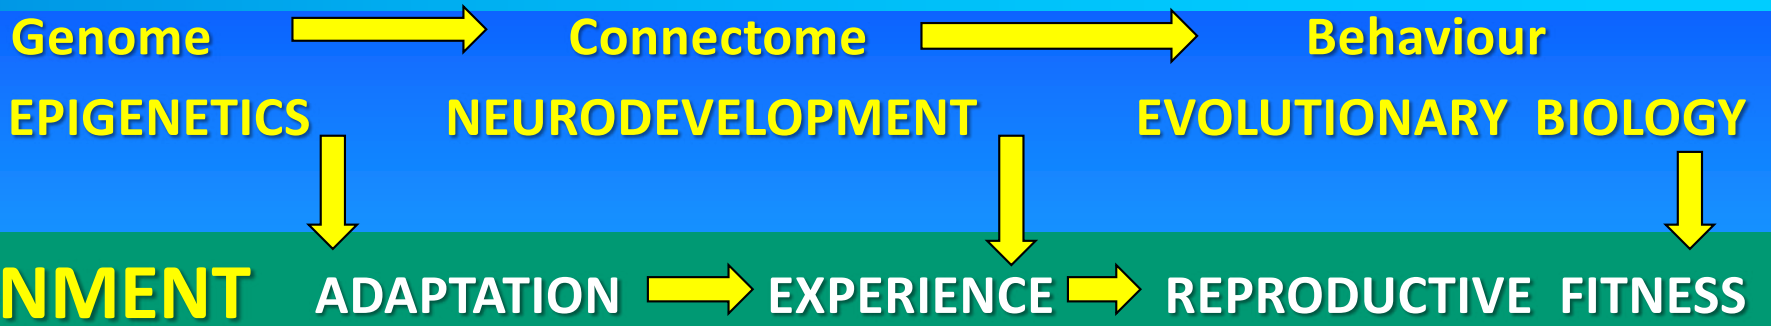 Genome Connectome Behaviour
EPIGENETICS NEURODEVELOPMENT EVOLUTIONARY BIOLOGY
NMENT ADAPTATION EXPERIENCE REPRODUCTIVE FITNESS